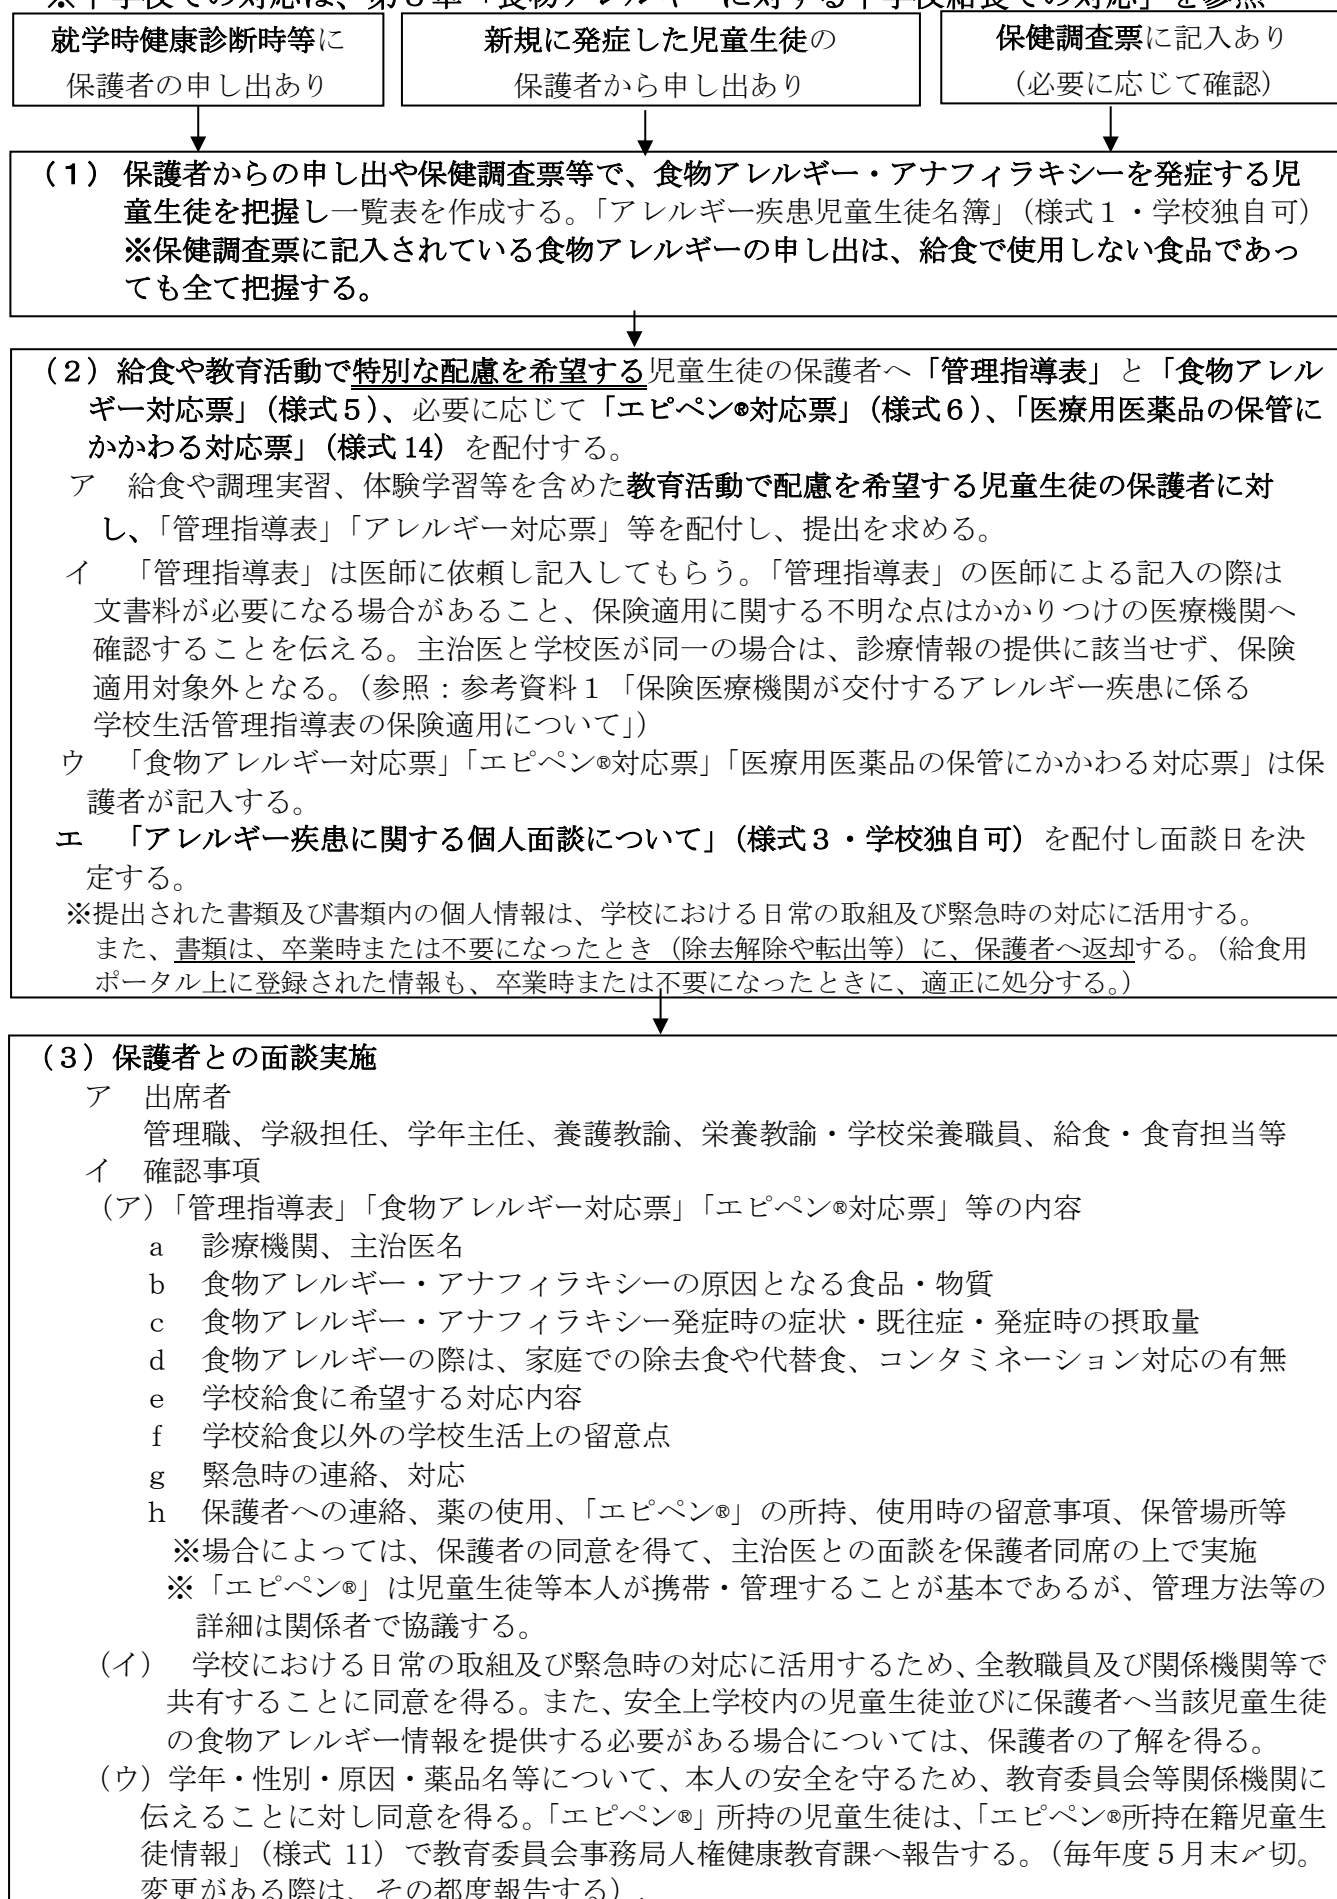 ※中学校での対応は、第８章「食物アレルギーに対する中学校給食での対応」を参照
就学時健康診断時等に
保護者の申し出あり
新規に発症した児童生徒の
保護者から申し出あり
保健調査票に記入あり
（必要に応じて確認）
（１） 保護者からの申し出や保健調査票等で、食物アレルギー・アナフィラキシーを発症する児
童生徒を把握し一覧表を作成する。「アレルギー疾患児童生徒名簿」（様式１・学校独自可）
※保健調査票に記入されている食物アレルギーの申し出は、給食で使用しない食品であっ
ても全て把握する。
（２）給食や教育活動で特別な配慮を希望する児童生徒の保護者へ「管理指導表」と「食物アレル
ギー対応票」（様式５）、必要に応じて「エピペン®対応票」（様式６）、「医療用医薬品の保管に
かかわる対応票」（様式 14）を配付する。
ア　給食や調理実習、体験学習等を含めた教育活動で配慮を希望する児童生徒の保護者に対
し、「管理指導表」「アレルギー対応票」等を配付し、提出を求める。
イ　「管理指導表」は医師に依頼し記入してもらう。「管理指導表」の医師による記入の際は
文書料が必要になる場合があること、保険適用に関する不明な点はかかりつけの医療機関へ
確認することを伝える。主治医と学校医が同一の場合は、診療情報の提供に該当せず、保険
適用対象外となる。（参照：参考資料１「保険医療機関が交付するアレルギー疾患に係る
学校生活管理指導表の保険適用について」）
ウ　「食物アレルギー対応票」「エピペン®対応票」「医療用医薬品の保管にかかわる対応票」は保
護者が記入する。
エ　「アレルギー疾患に関する個人面談について」（様式３・学校独自可）を配付し面談日を決
定する。
※提出された書類及び書類内の個人情報は、学校における日常の取組及び緊急時の対応に活用する。
また、書類は、卒業時または不要になったとき（除去解除や転出等）に、保護者へ返却する。（給食用
ポータル上に登録された情報も、卒業時または不要になったときに、適正に処分する。）
（３）保護者との面談実施
ア　出席者
管理職、学級担任、学年主任、養護教諭、栄養教諭・学校栄養職員、給食・食育担当等
イ　確認事項
（ア）「管理指導表」「食物アレルギー対応票」「エピペン®対応票」等の内容
ａ　診療機関、主治医名
ｂ　食物アレルギー・アナフィラキシーの原因となる食品・物質
ｃ　食物アレルギー・アナフィラキシー発症時の症状・既往症・発症時の摂取量
ｄ　食物アレルギーの際は、家庭での除去食や代替食、コンタミネーション対応の有無
ｅ　学校給食に希望する対応内容
ｆ　学校給食以外の学校生活上の留意点
ｇ　緊急時の連絡、対応
ｈ　保護者への連絡、薬の使用、「エピペン®」の所持、使用時の留意事項、保管場所等
※場合によっては、保護者の同意を得て、主治医との面談を保護者同席の上で実施
※「エピペン®」は児童生徒等本人が携帯・管理することが基本であるが、管理方法等の
詳細は関係者で協議する。
（イ）　学校における日常の取組及び緊急時の対応に活用するため、全教職員及び関係機関等で
共有することに同意を得る。また、安全上学校内の児童生徒並びに保護者へ当該児童生徒
の食物アレルギー情報を提供する必要がある場合については、保護者の了解を得る。
（ウ）学年・性別・原因・薬品名等について、本人の安全を守るため、教育委員会等関係機関に
伝えることに対し同意を得る。「エピペン®」所持の児童生徒は、「エピペン®所持在籍児童生
徒情報」（様式 11）で教育委員会事務局人権健康教育課へ報告する。（毎年度５月末〆切。
変更がある際は、その都度報告する）.